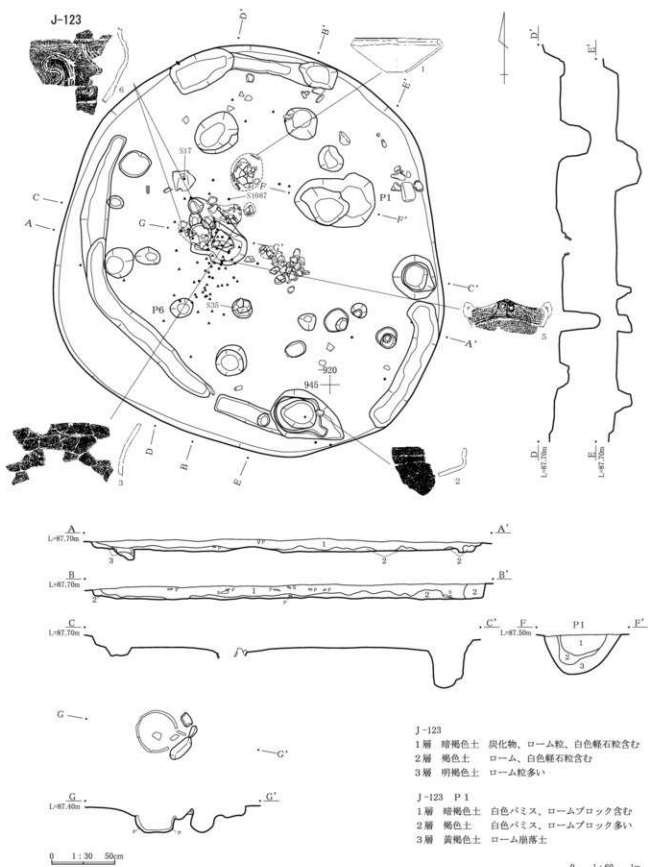 J-123
D'
B'
E'
1
6
S17
S1087
F
P1
F'
G
G'
C
A
C'
A'
P6
S35
920
945
5
3
2
D
B
E
D'
E'
D
L=87.70m
E
L=87.70m
A
L=87.70m
A'
1
3
2
2
B
L=87.70m
B'
1
2
2
2
C
L=87.70m
C'
F
L=87.50m
P1
F'
1
2
3
G
G'
G
L=87.40m
G'
0 1:30 50cm
J-123
1層 暗褐色土 炭化物、ローム粒、白色軽石粒含む
2層 褐色土 ローム、白色軽石粒含む
3層 明褐色土 ローム粒多い
J-123 P1
1層 暗褐色土 白色パミス、ロームブロック含む
2層 褐色土 白色パミス、ロームブロック多い
3層 黄褐色土 ローム崩落土